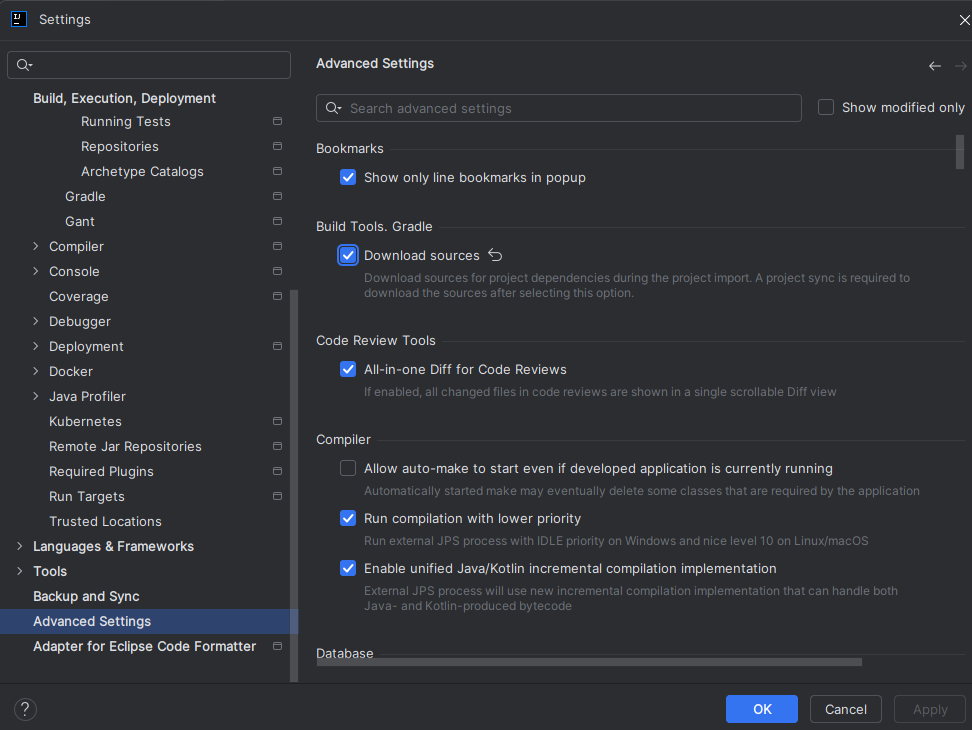 Settings
Build, Execution, Deployment
Running Tests
Repositories
Archetype Catalogs
Gradle
Gant
Compiler
Console
Coverage
Debugger
Deployment
Docker
Java Profiler
Kubernetes
Remote Jar Repositories
Required Plugins
Run Targets
Trusted Locations
Languages & Frameworks
Tools
Backup and Sync
Advanced Settings
Adapter for Eclipse Code Formatter
Advanced Settings
Search advanced settings
Show modified only
Bookmarks
Show only line bookmarks in popup
Build Tools. Gradle
Download sources
Download sources for project dependencies during the project import. A project sync is required to
download the sources after selecting this option.
Code Review Tools
All-in-one Diff for Code Reviews
If enabled, all changed files in code reviews are shown in a single scrollable Diff view
Compiler
Allow auto-make to start even if developed application is currently running
Automatically started make may eventually delete some classes that are required by the application
Run compilation with lower priority
Run external JPS process with IDLE priority on Windows and nice level 10 on Linux/macOS
Enable unified Java/Kotlin incremental compilation implementation
External JPS process will use new incremental compilation implementation that can handle both
Java- and Kotlin-produced bytecode
Database
?
OK
Cancel
Apply